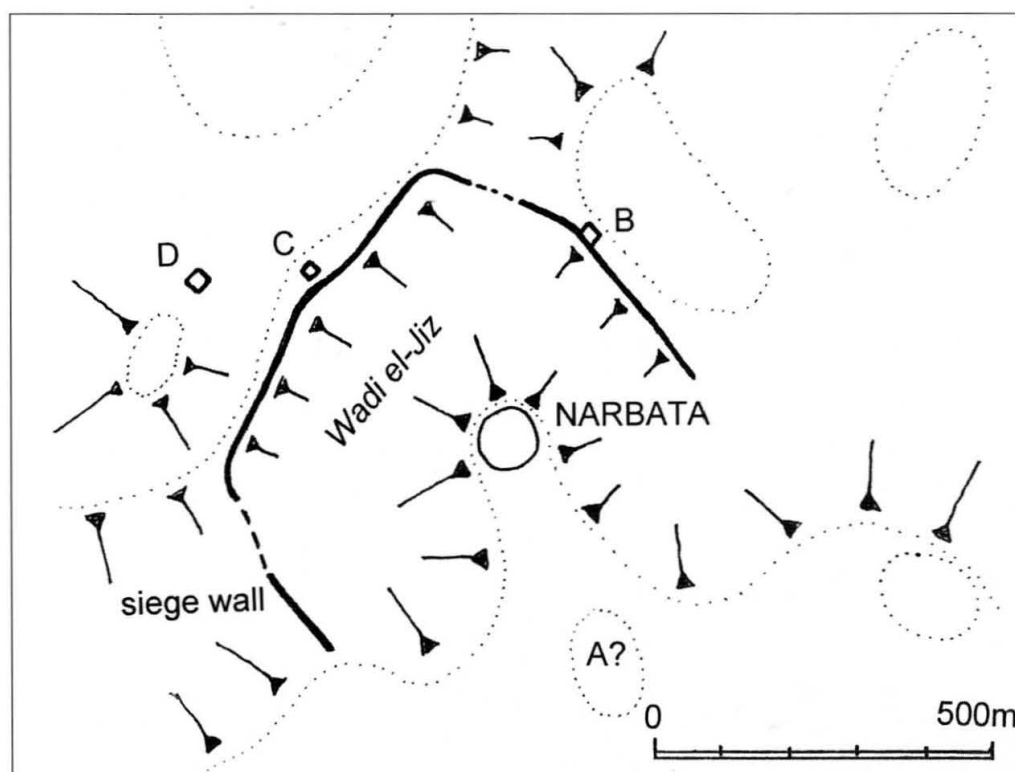 B
C
D
Wadi el-Jiz
NARBATA
siege wall
A?
0 500m